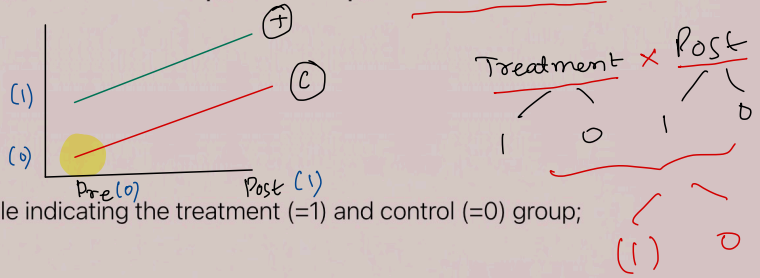 (T)
(C)
(1)
(0)
Pre(0)
Post (1)
Treatment × Post
1 0 1 0
(1) 0
le indicating the treatment (=1) and control (=0) group;